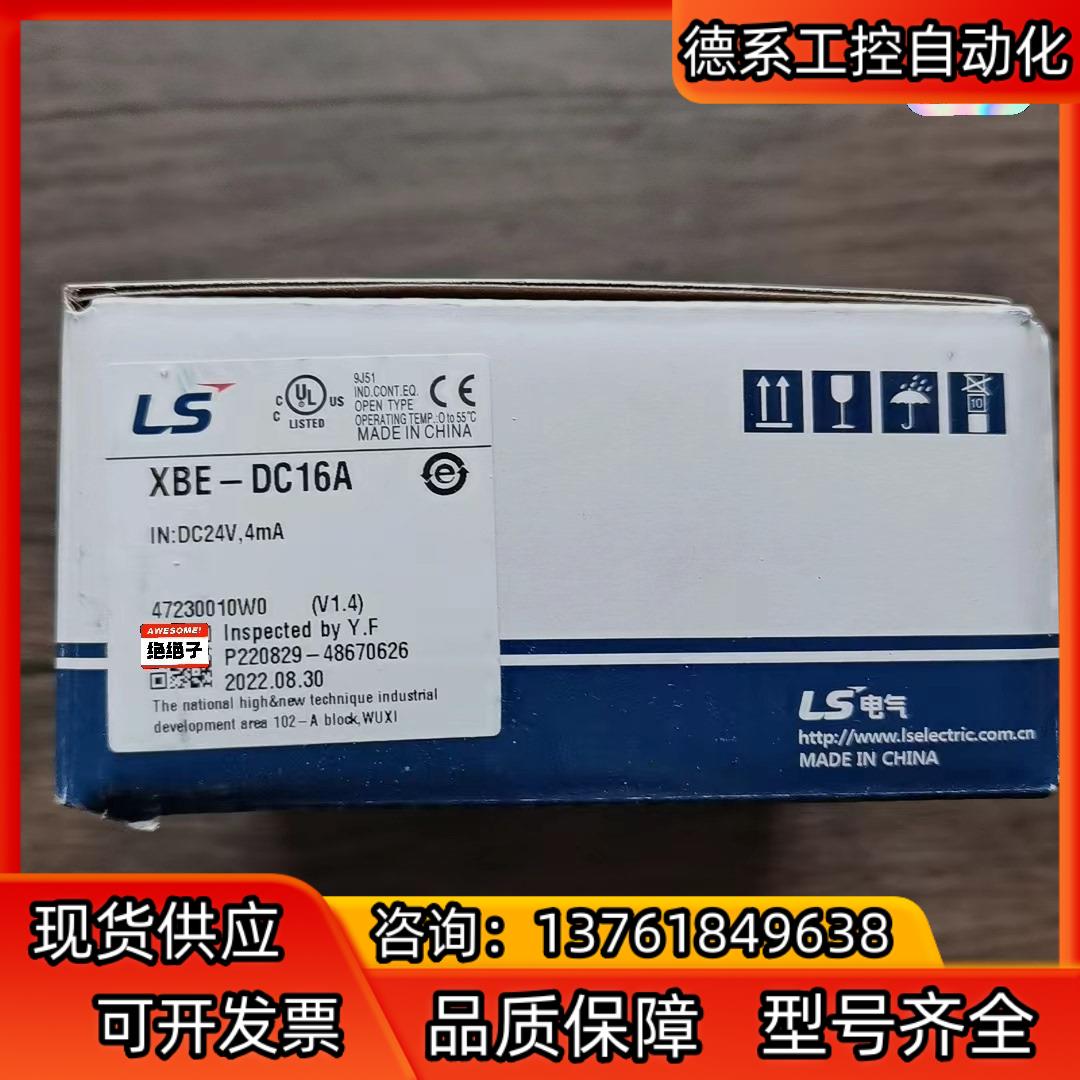 德系工控自动化
LS
C UL US
C LISTED
9J51
IND.CONT.EQ.
OPEN TYPE
OPERATING TEMP.:0 to 55℃
MADE IN CHINA
CE
XBE-DC16A
e
IN:DC24V,4mA
10
47230010W0 (V1.4)
AWESOME!
绝绝子
Inspected by Y.F
P220829-48670626
2022.08.30
The national high&new technique industrial
development area 102-A block,WUXI
LS电气
http://www.lselectric.com.cn
MADE IN CHINA
现货供应
咨询：13761849638
可开发票
品质保障
型号齐全